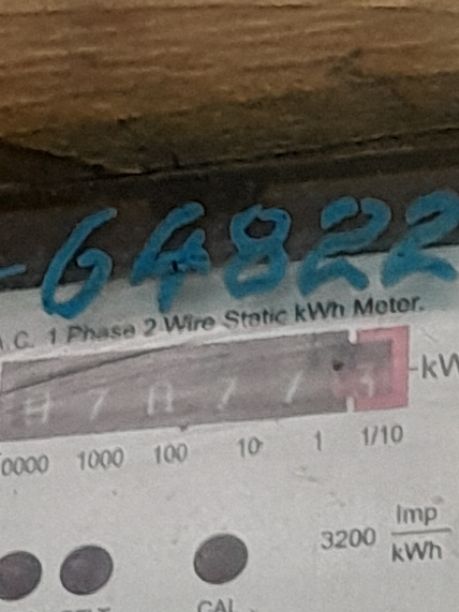 -64822
A.C. 1 Phase 2 Wire Static kWh Meter.
kW
0000 1000 100 10 1 1/10
3200 Imp
kWh
CAL